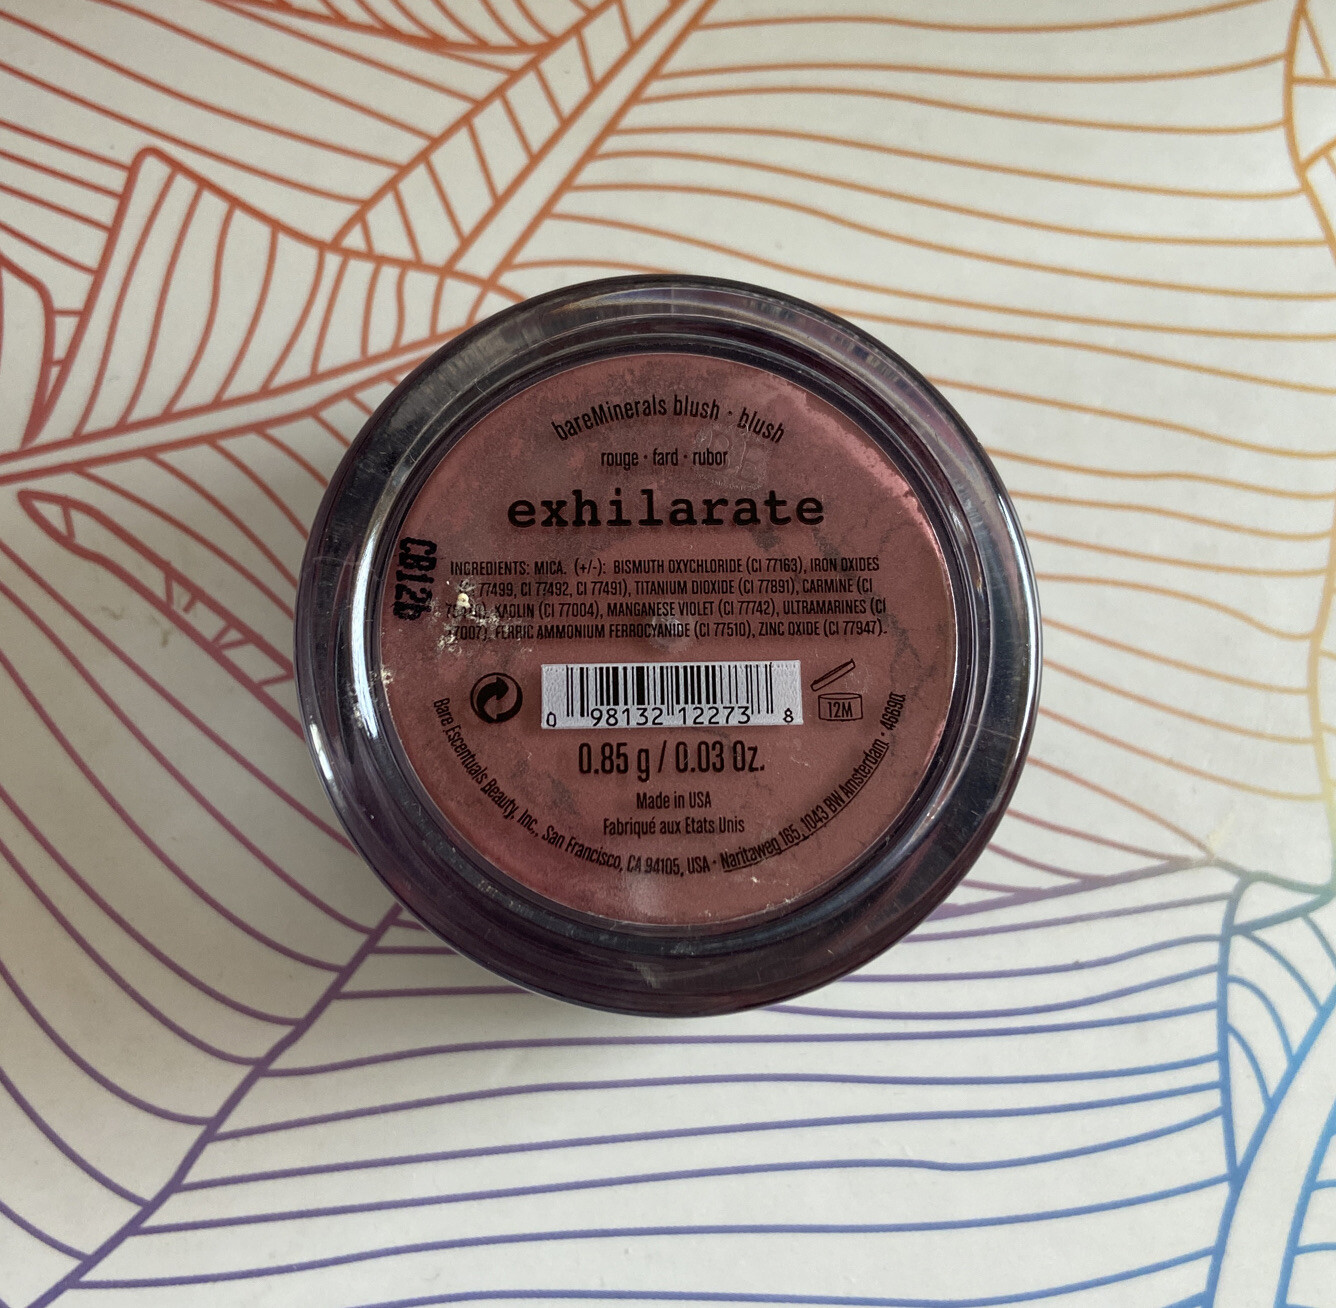 bareMinerals blush · blush
rouge · fard · rubor
exhilarate
CB12b
INGREDIENTS: MICA. (+/-): BISMUTH OXYCHLORIDE (CI 77163), IRON OXIDES
77499, CI 77492, CI 77491), TITANIUM DIOXIDE (CI 77891), CARMINE (CI
KAOLIN (CI 77004), MANGANESE VIOLET (CI 77742), ULTRAMARINES (CI
FERRIC AMMONIUM FERROCYANIDE (CI 77510), ZINC OXIDE (CI 77947).
0 98132 12273 8
12M
0.85 g / 0.03 Oz.
Made in USA
Fabriqué aux Etats Unis
Bare Escentuals Beauty, Inc., San Francisco, CA 94105, USA · Naritaweg 165, 1043 BW Amsterdam ·